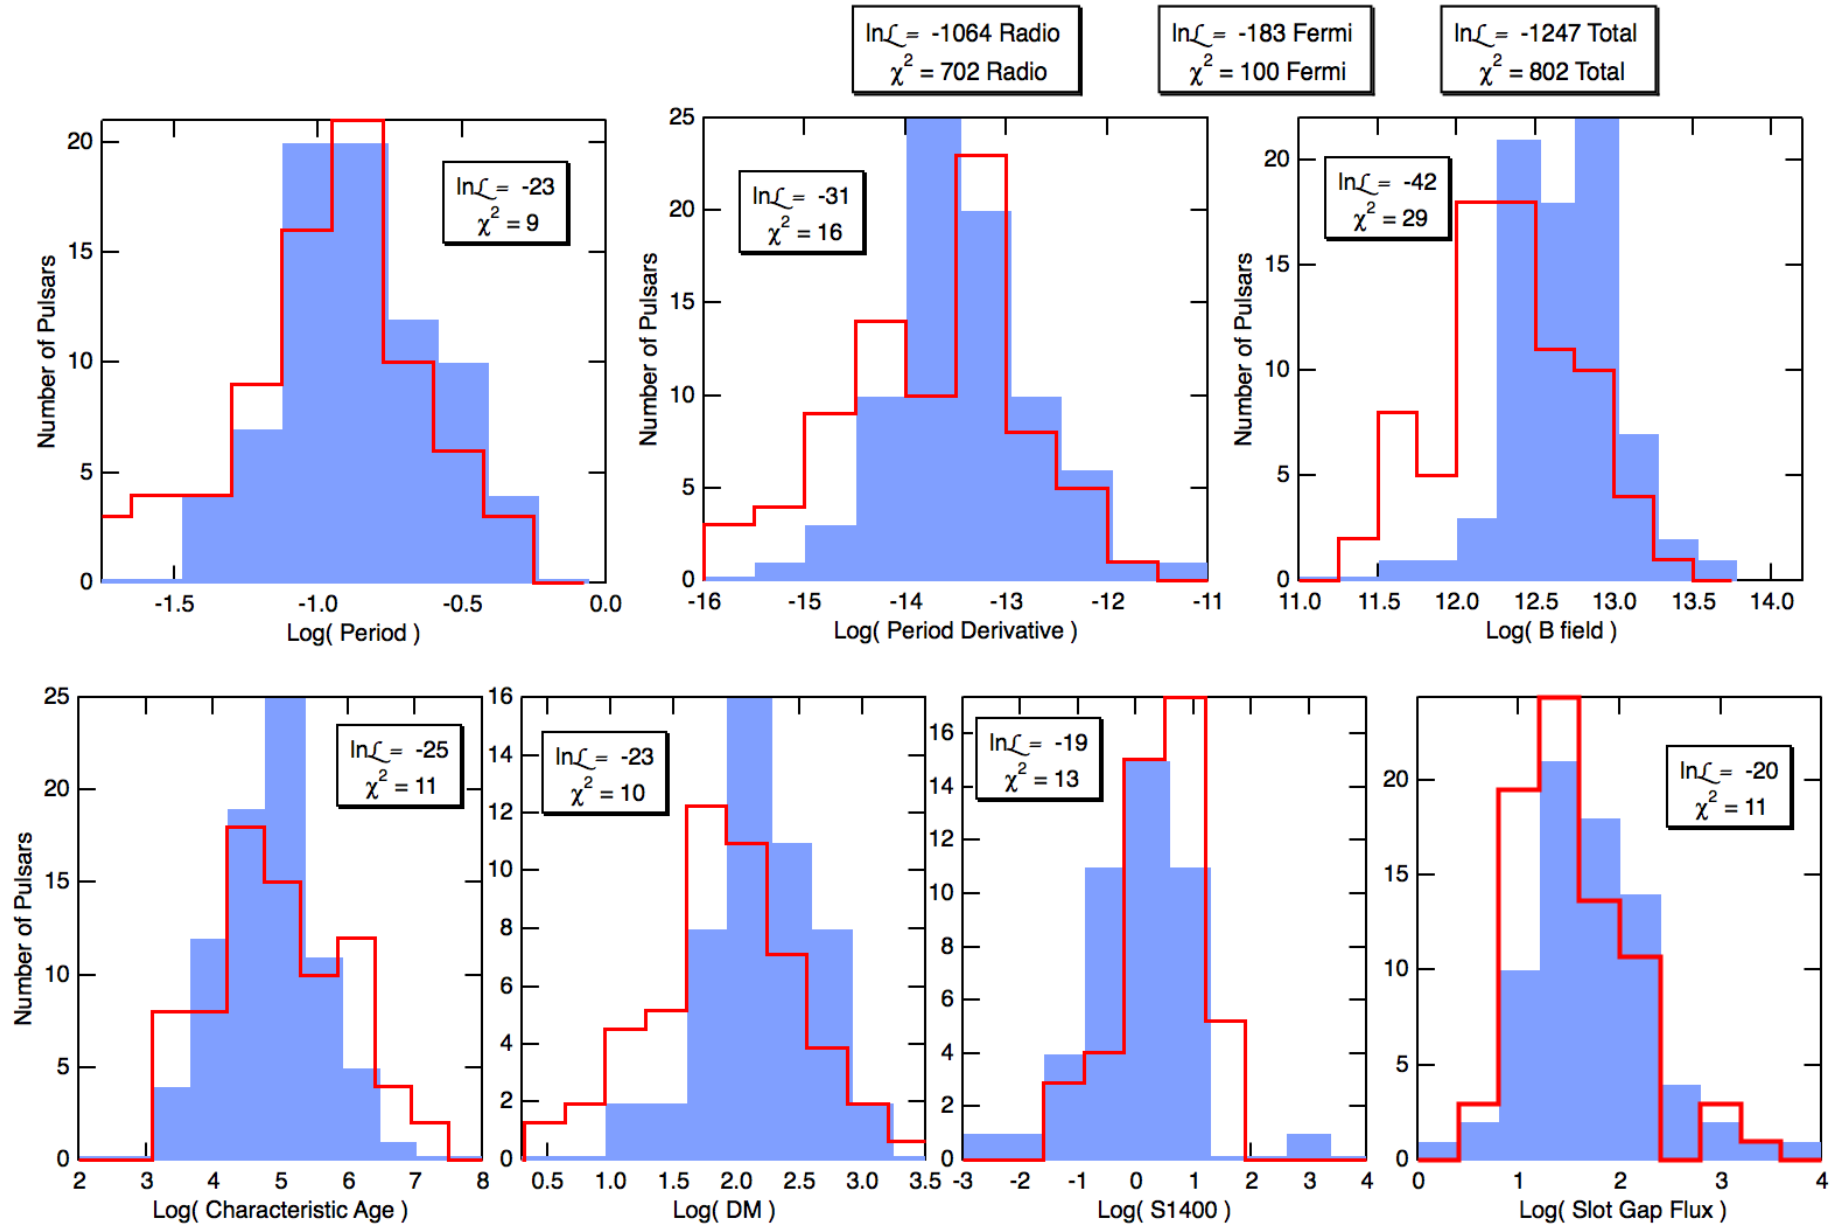 lnℒ = -1064 Radio
χ² = 702 Radio
lnℒ = -183 Fermi
χ² = 100 Fermi
lnℒ = -1247 Total
χ² = 802 Total
Number of Pulsars
20
15
10
5
0
lnℒ = -23
χ² = 9
-1.5 -1.0 -0.5 0.0
Log( Period )
Number of Pulsars
25
20
15
10
5
0
lnℒ = -31
χ² = 16
-16 -15 -14 -13 -12 -11
Log( Period Derivative )
Number of Pulsars
20
15
10
5
0
lnℒ = -42
χ² = 29
11.0 11.5 12.0 12.5 13.0 13.5 14.0
Log( B field )
Number of Pulsars
25
20
15
10
5
0
lnℒ = -25
χ² = 11
2 3 4 5 6 7 8
Log( Characteristic Age )
16
14
12
10
8
6
4
2
0
lnℒ = -23
χ² = 10
0.5 1.0 1.5 2.0 2.5 3.0
Log( DM )
16
14
12
10
8
6
4
2
0
lnℒ = -19
χ² = 13
-3 -2 -1 0 1 2 3 4
Log( S1400 )
20
15
10
5
0
lnℒ = -20
χ² = 11
0 1 2 3 4
Log( Slot Gap Flux )